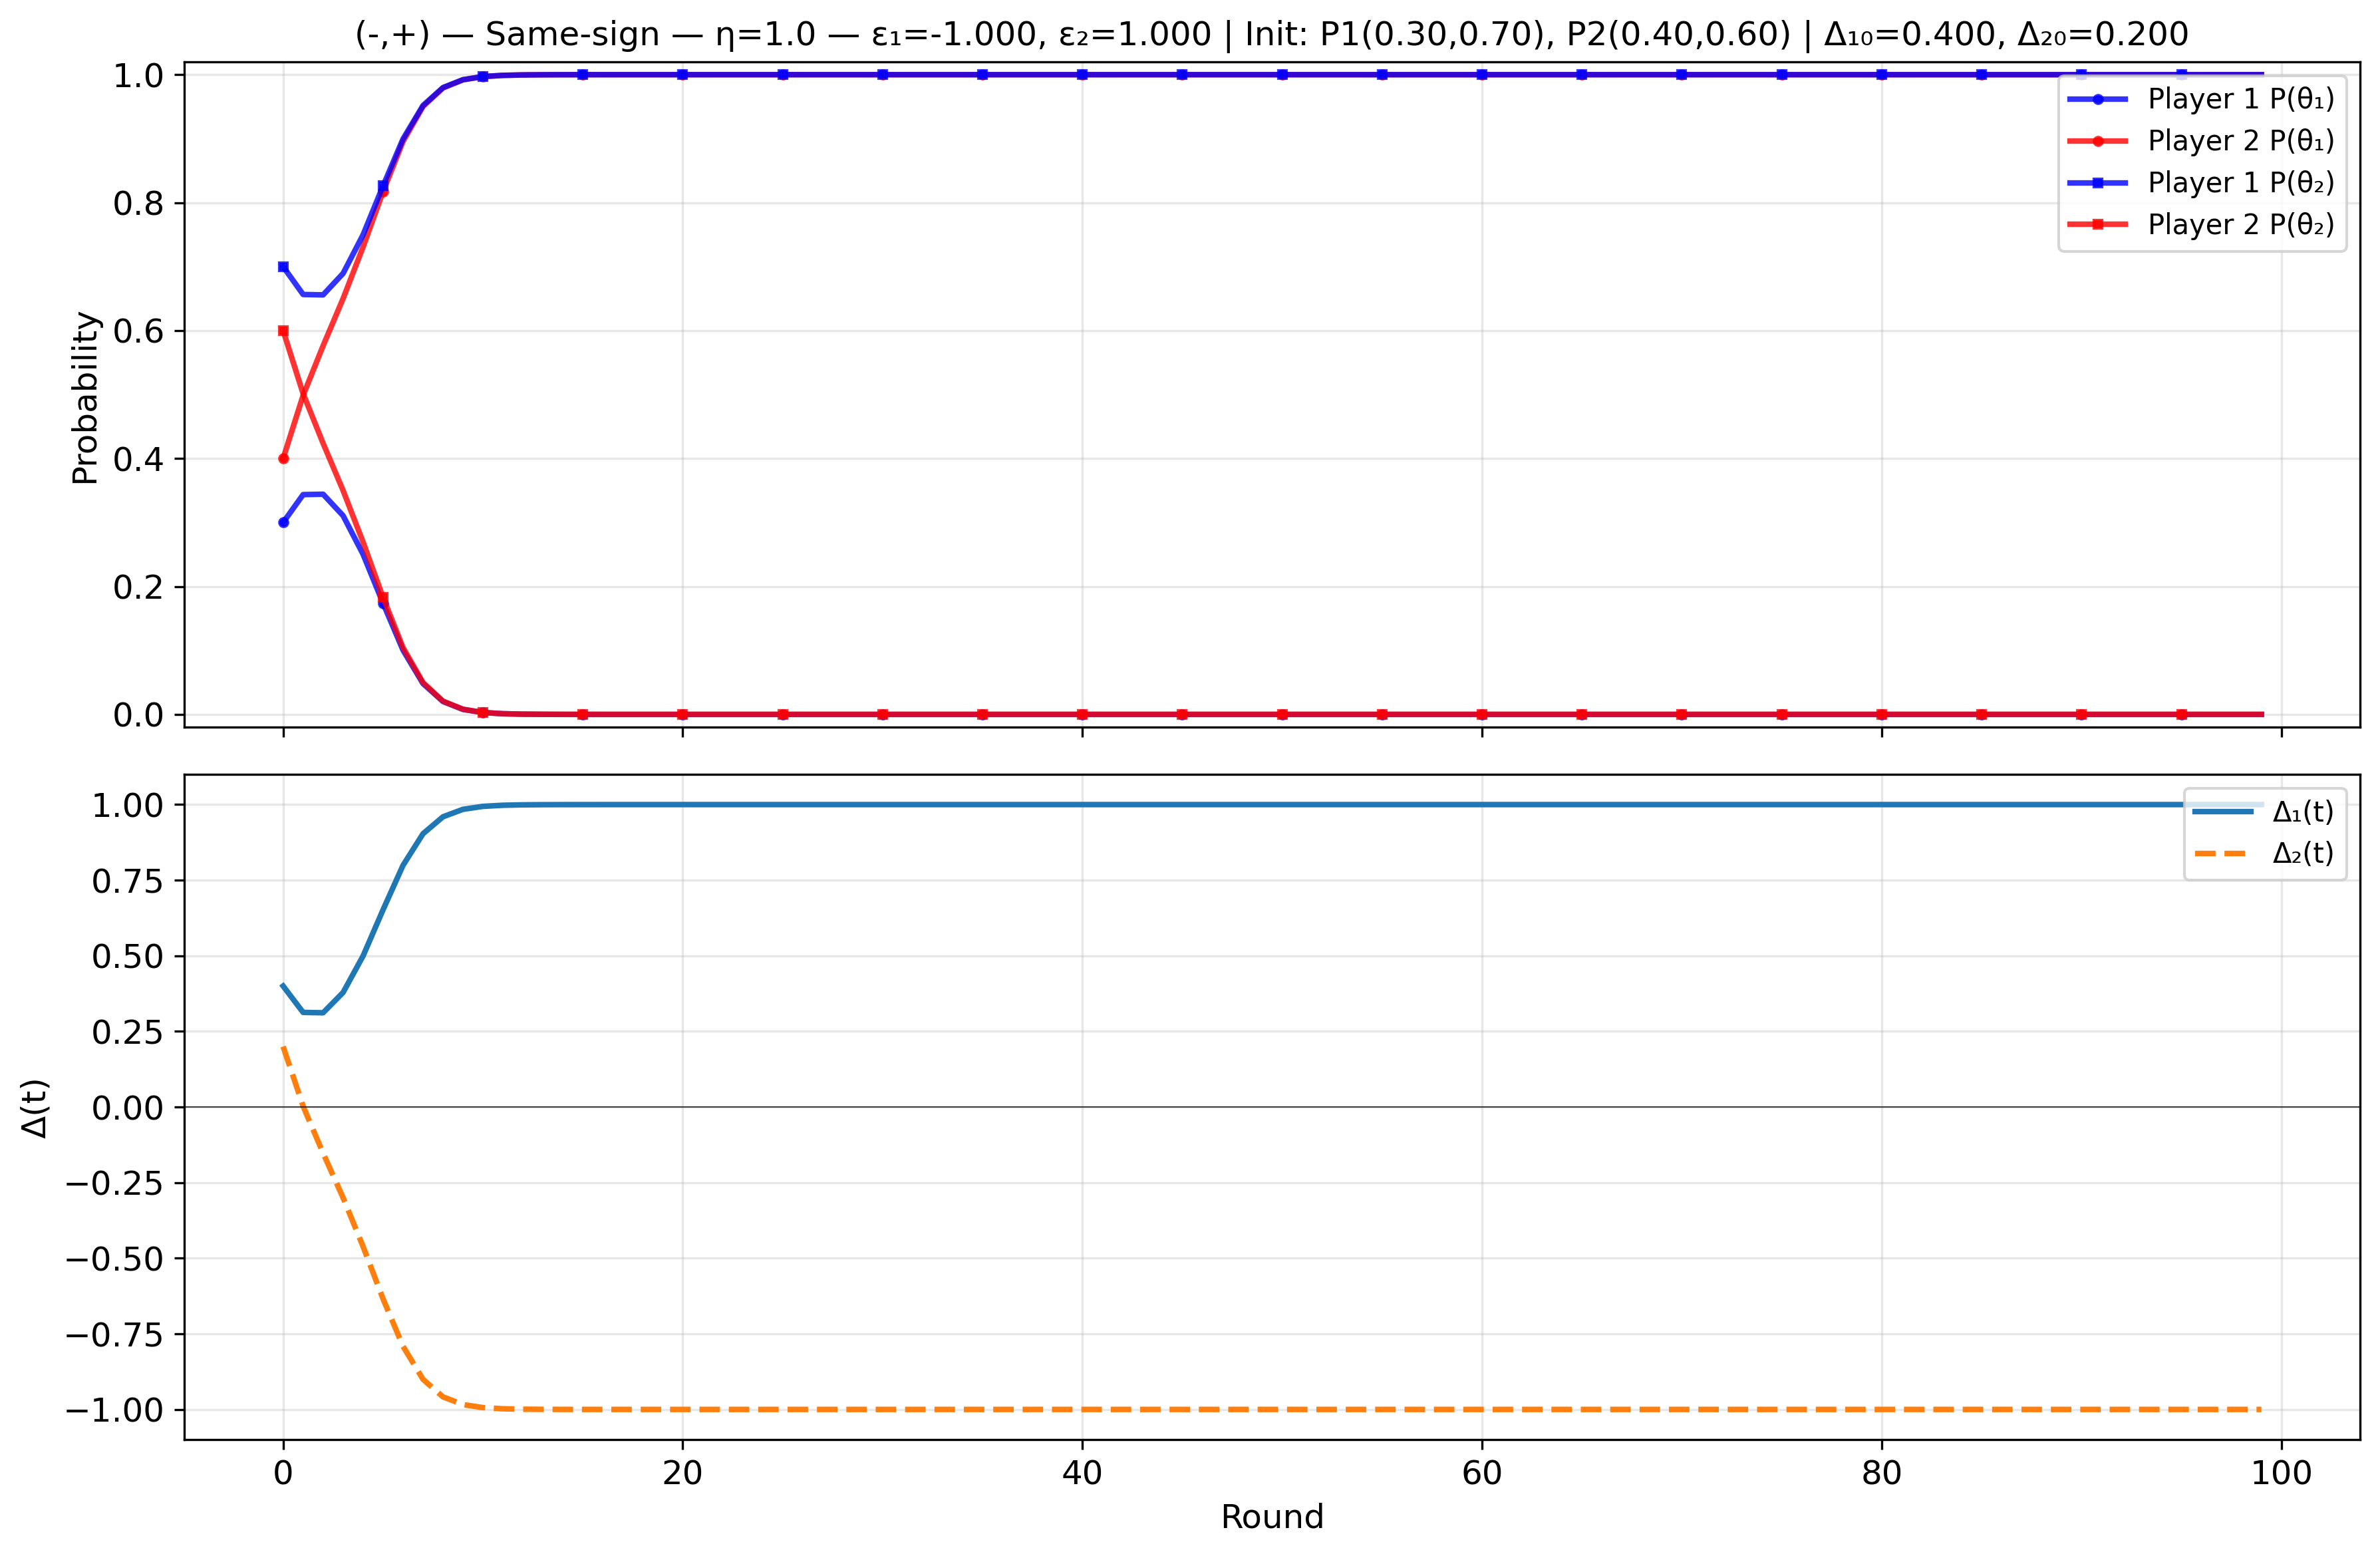 (-,+) — Same-sign — η=1.0 — ε₁=-1.000, ε₂=1.000 | Init: P1(0.30,0.70), P2(0.40,0.60) | Δ₁₀=0.400, Δ₂₀=0.200
1.0
0.8
0.6
0.4
0.2
0.0
Probability
Player 1 P(θ₁)
Player 2 P(θ₁)
Player 1 P(θ₂)
Player 2 P(θ₂)
1.00
0.75
0.50
0.25
0.00
−0.25
−0.50
−0.75
−1.00
Δ(t)
Δ₁(t)
Δ₂(t)
0
20
40
60
80
100
Round